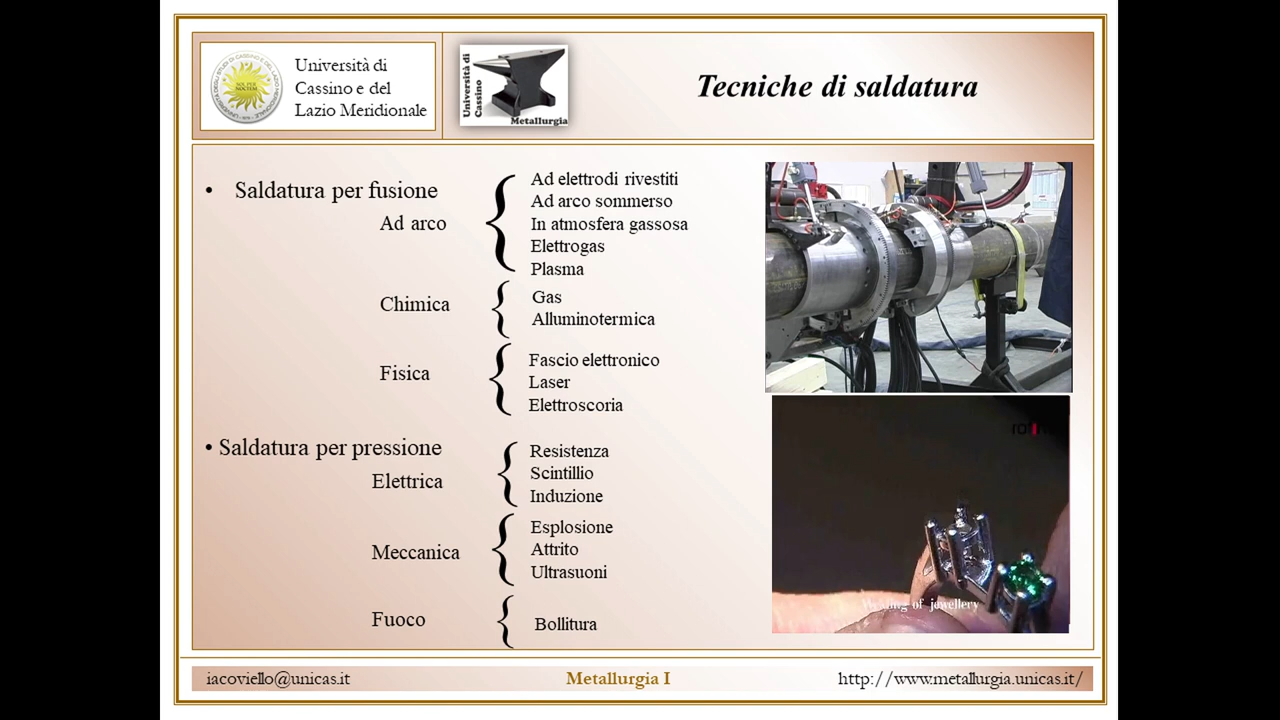 Università di
Cassino e del
Lazio Meridionale
Università di
Cassino
Metallurgia
Tecniche di saldatura
• Saldatura per fusione
Ad arco
Ad elettrodi rivestiti
Ad arco sommerso
In atmosfera gassosa
Elettrogas
Plasma
Chimica
Gas
Alluminotermica
Fisica
Fascio elettronico
Laser
Elettroscoria
• Saldatura per pressione
Elettrica
Resistenza
Scintillio
Induzione
Meccanica
Esplosione
Attrito
Ultrasuoni
Fuoco
Bollitura
of jewellery
iacoviello@unicas.it
Metallurgia I
http://www.metallurgia.unicas.it/